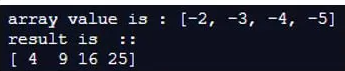 array value is : [-2, -3, -4, -5]
result is  ::
[ 4  9 16 25]